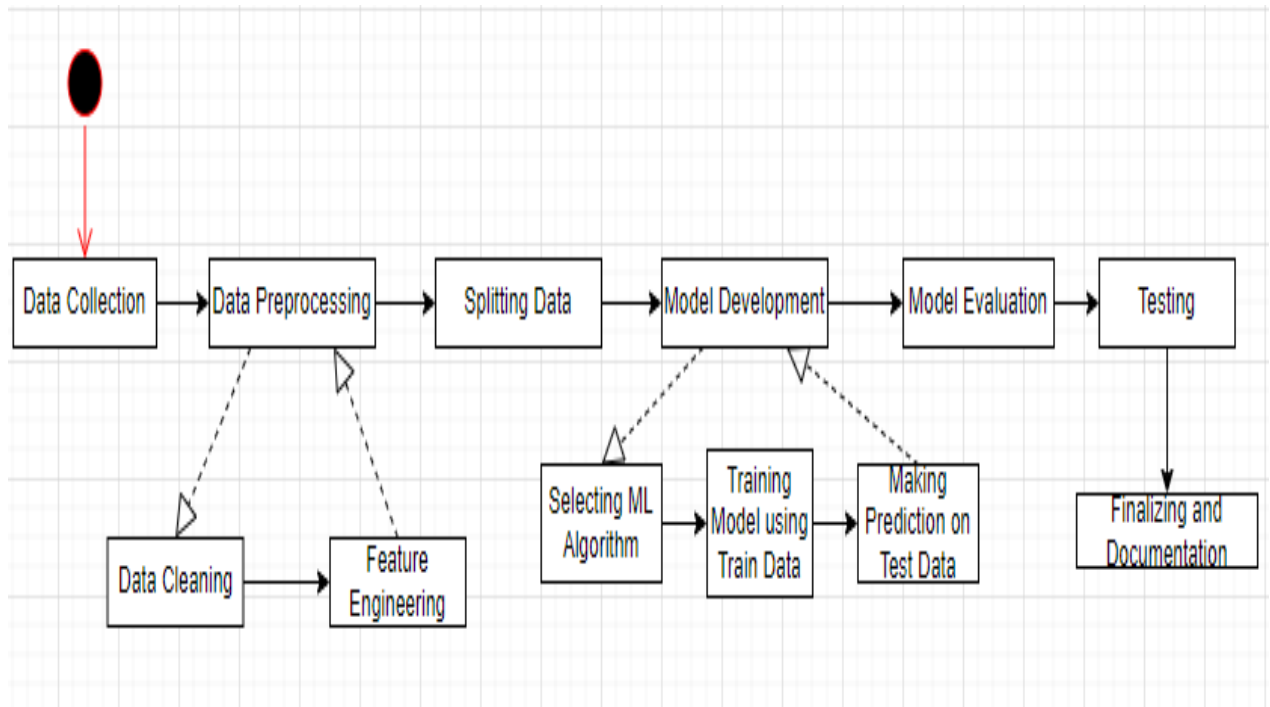 Data Collection
Data Preprocessing
Splitting Data
Model Development
Model Evaluation
Testing
Data Cleaning
Feature
Engineering
Selecting ML
Algorithm
Training
Model using
Train Data
Making
Prediction on
Test Data
Finalizing and
Documentation